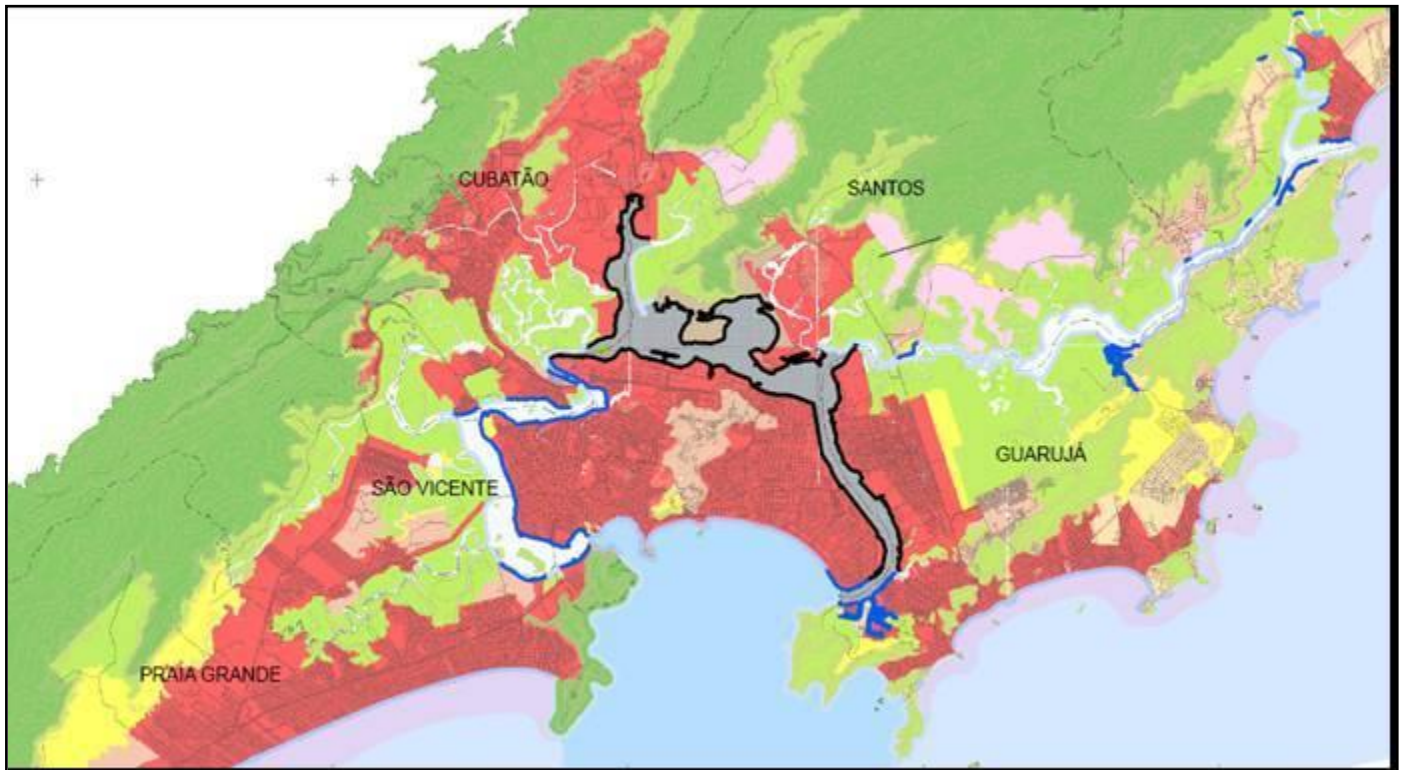 CUBATÃO
SANTOS
GUARUJÁ
SÃO VICENTE
PRAIA GRANDE